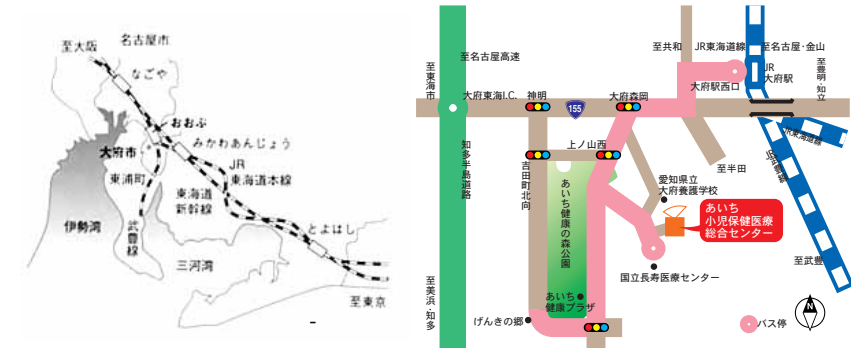 至大阪
名古屋市
なごや
おおぶ
みかわあんじょう
大府市
JR
東海道本線
東浦町
東海道
新幹線
伊勢湾
武豊線
とよはし
三河湾
至東京
至東海市
至名古屋高速
大府東海I.C.
神明
155
大府森岡
至共和
JR東海道線
至名古屋・金山
JR
大府駅
大府駅西口
至豊明・知立
JR東海道線
JR武豊線
至半田
上ノ山西
知多半島道路
吉田町北向
あいち健康の森公園
愛知県立
大府養護学校
あいち
小児保健医療
総合センター
国立長寿医療センター
至武豊
至美浜・知多
あいち
健康プラザ
げんきの郷
バス停
N